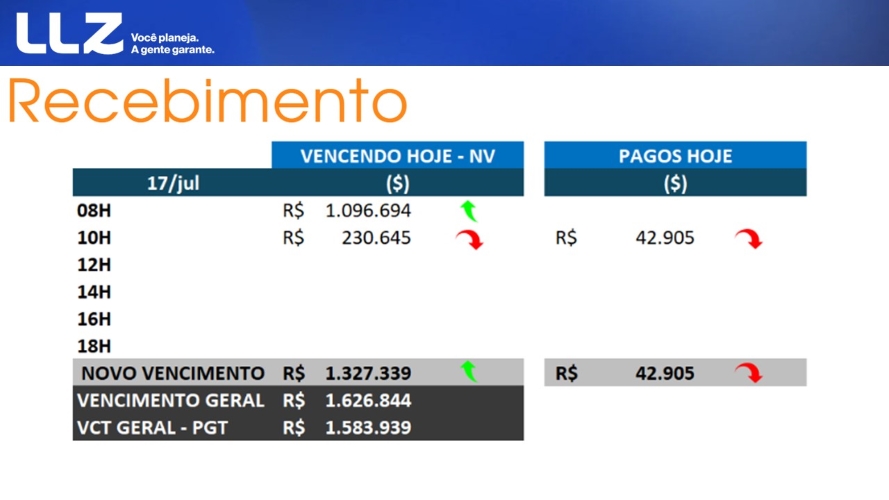 LLZ Você planeja.
A gente garante.
Recebimento
VENCENDO HOJE - NV PAGOS HOJE
17/jul ($) ($)
08H R$ 1.096.694
10H R$ 230.645 R$ 42.905
12H
14H
16H
18H
NOVO VENCIMENTO R$ 1.327.339 R$ 42.905
VENCIMENTO GERAL R$ 1.626.844
VCT GERAL - PGT R$ 1.583.939